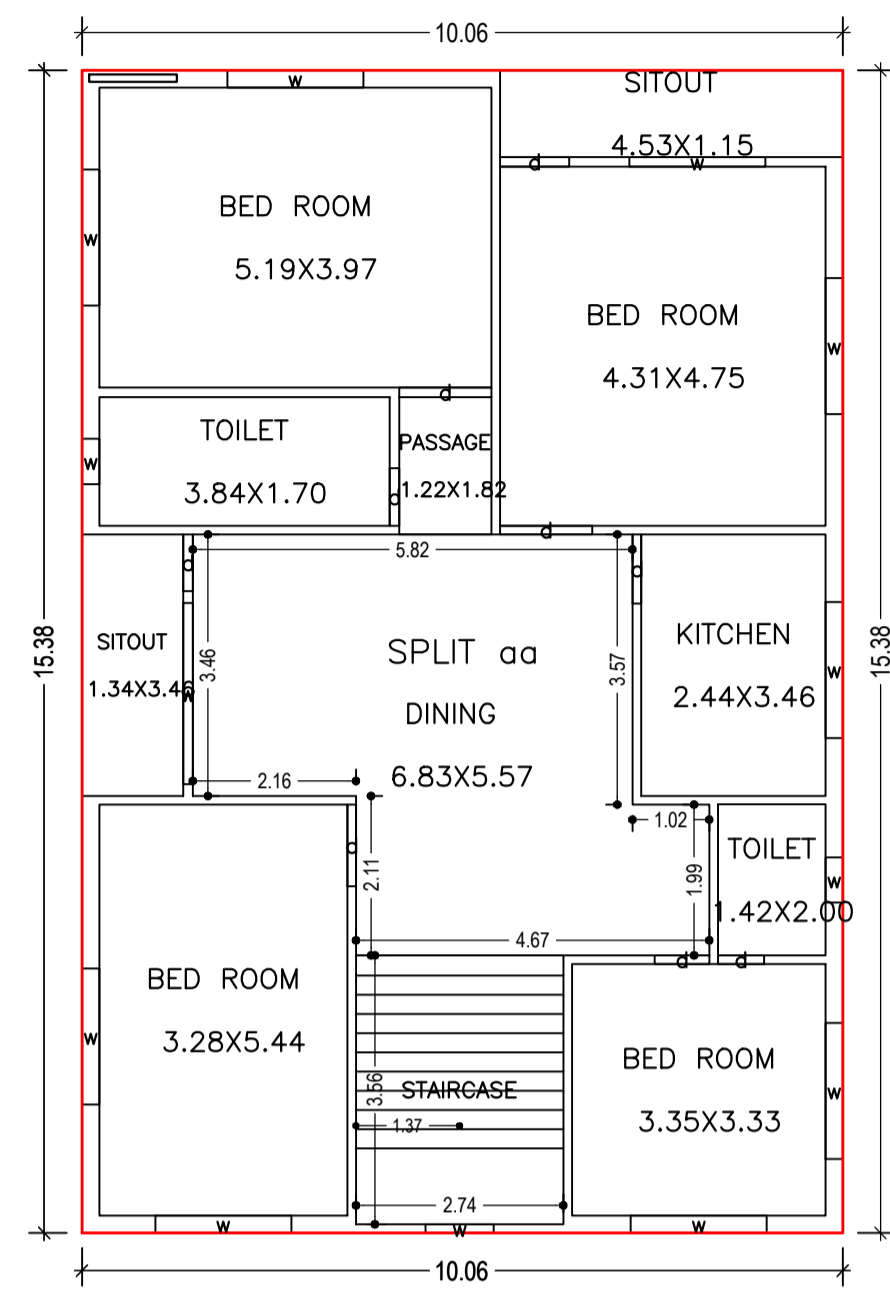 10.06
SITOUT
4.53X1.15
W
d
W
BED ROOM
5.19X3.97
W
BED ROOM
4.31X4.75
W
d
TOILET
3.84X1.70
W
PASSAGE
1.22X1.82
d
d
5.82
d
d
SITOUT
1.34X3.46
W
3.46
SPLIT aa
DINING
6.83X5.57
3.57
KITCHEN
2.44X3.46
W
15.38
15.38
2.16
1.02
TOILET
1.42X2.00
W
d
2.11
1.99
4.67
d
d
BED ROOM
3.28X5.44
W
3.56
STAIRCASE
1.37
BED ROOM
3.35X3.33
W
2.74
W
W
W
10.06